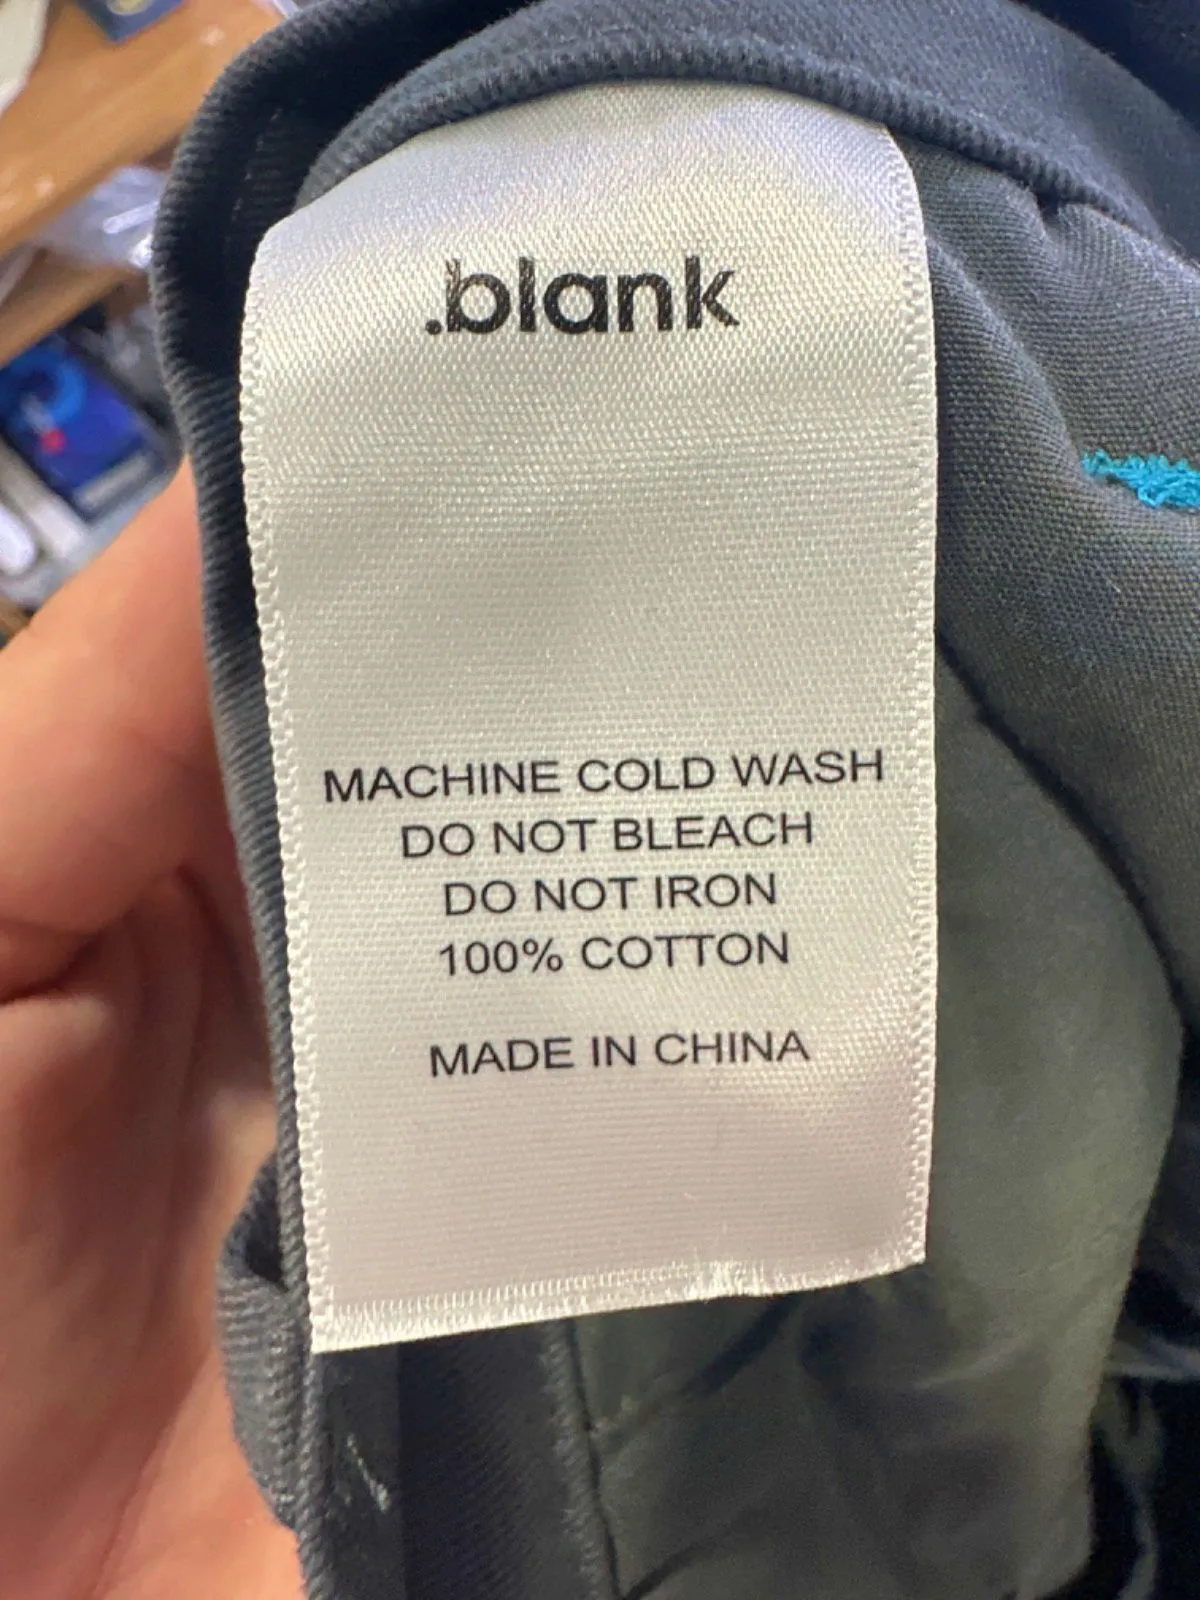 .blank
MACHINE COLD WASH
DO NOT BLEACH
DO NOT IRON
100% COTTON
MADE IN CHINA